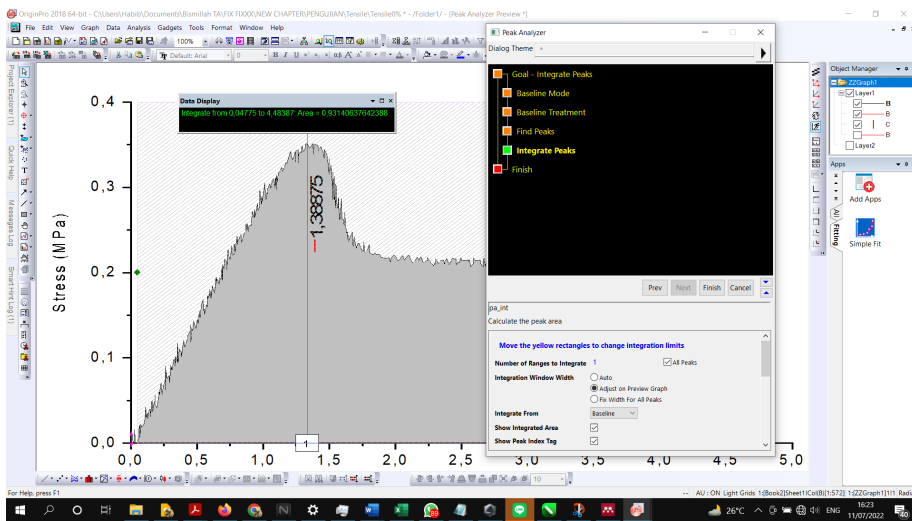 OriginPro 2018 64-bit - C:\Users\Habib\Documents\Bismillah TA\FIX FIXXX\NEW CHAPTER\PENGUJIAN\Tensile\Tensile0% * - /Folder1/ - [Peak Analyzer Preview *]
File Edit View Graph Data Analysis Gadgets Tools Format Window Help
100%
Default: Arial
0
Project Explorer (1)
Quick Help
Messages Log
Smart Hint Log (1)
Data Display
Integrate from 0,04775 to 4,48387: Area = 0,93140637642388
Stress (MPa)
0,4
0,3
0,2
0,1
0,0
1,38875
1
0,0 0,5 1,0 1,5 2,0 2,5 3,0 3,5 4,0 4,5 5,0
Peak Analyzer
Dialog Theme *
Goal - Integrate Peaks
Baseline Mode
Baseline Treatment
Find Peaks
Integrate Peaks
Finish
Prev Next Finish Cancel
pa_int
Calculate the peak area
Move the yellow rectangles to change integration limits
Number of Ranges to Integrate 1 All Peaks
Integration Window Width Auto
Adjust on Preview Graph
Fix Width For All Peaks
Integrate From Baseline
Show Integrated Area
Show Peak Index Tag
Object Manager
ZZGraph1
Layer1
B
B
C
B
Layer2
Apps
All
Fitting
Add Apps
Simple Fit
10
For Help, press F1
-- AU : ON Light Grids 1:[Book2]Sheet1!Col(B)[1:572] 1:[ZZGraph1]1!1 Radi
26°C
ENG
16:23
11/07/2022
40